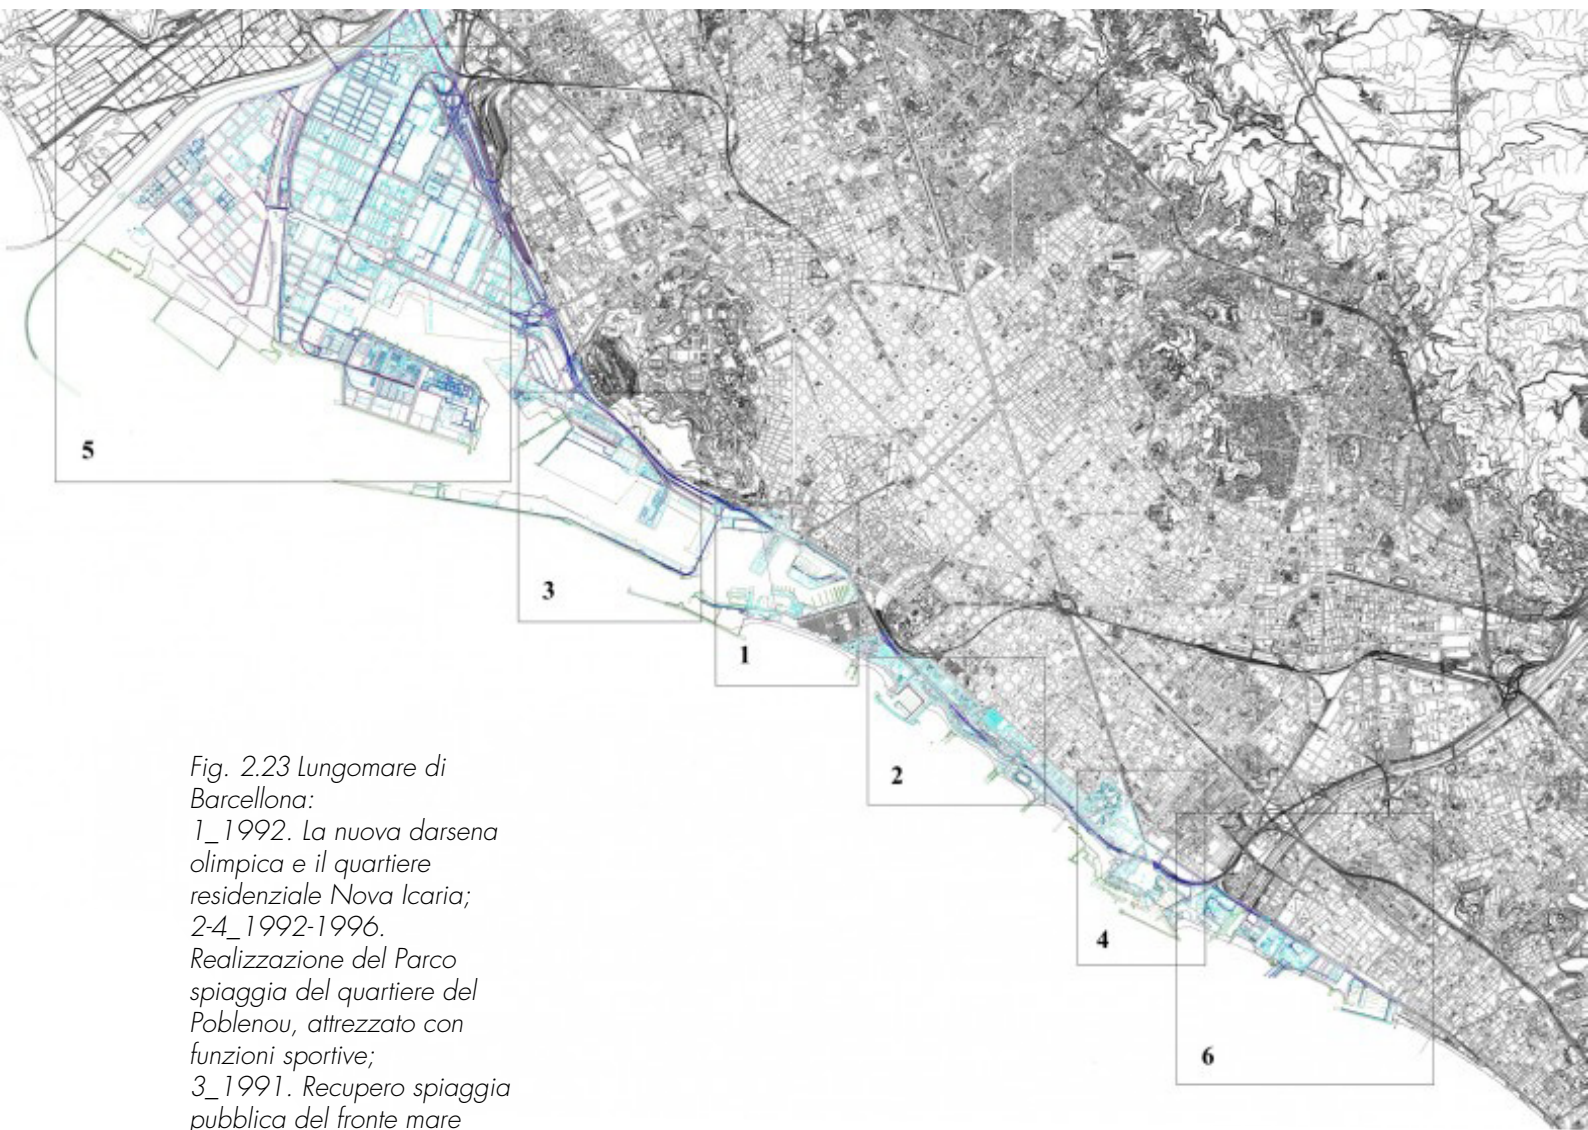 5
3
1
2
4
6
Fig. 2.23 Lungomare di
Barcellona:
1_1992. La nuova darsena
olimpica e il quartiere
residenziale Nova Icaria;
2-4_1992-1996.
Realizzazione del Parco
spiaggia del quartiere del
Poblenou, attrezzato con
funzioni sportive;
3_1991. Recupero spiaggia
pubblica del fronte mare